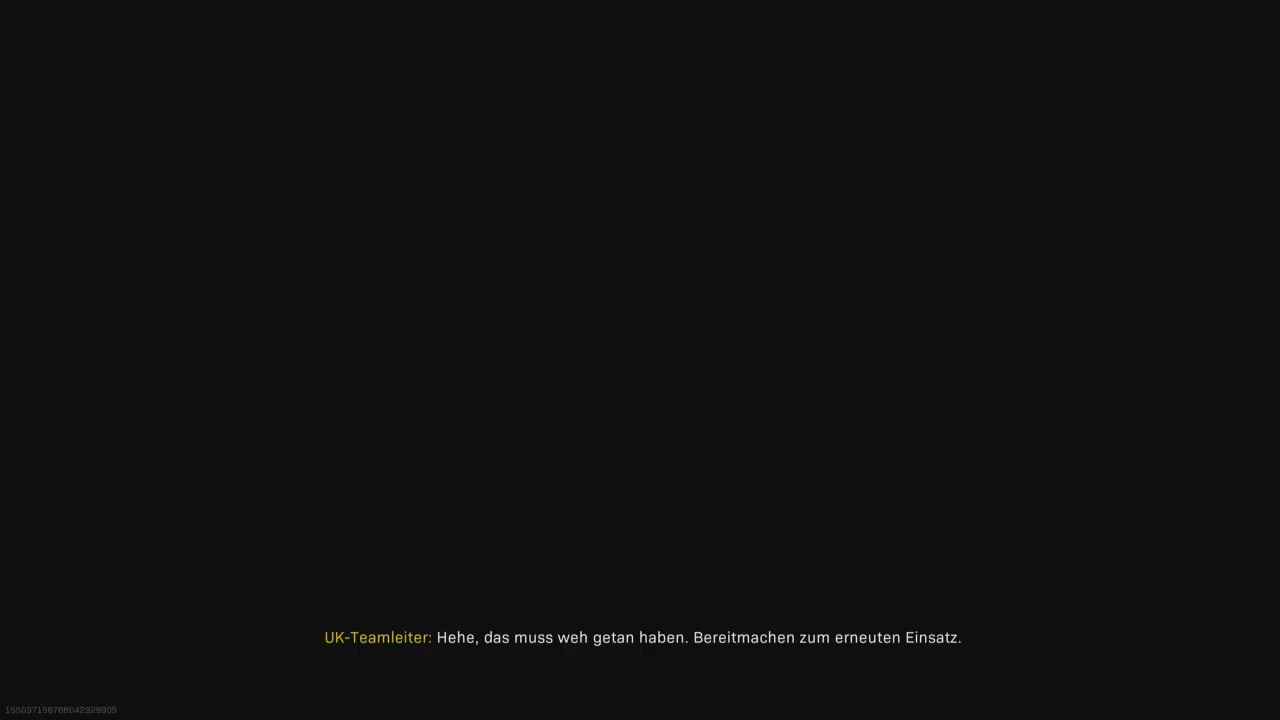 UK-Teamleiter: Hehe, das muss weh getan haben. Bereitmachen zum erneuten Einsatz.